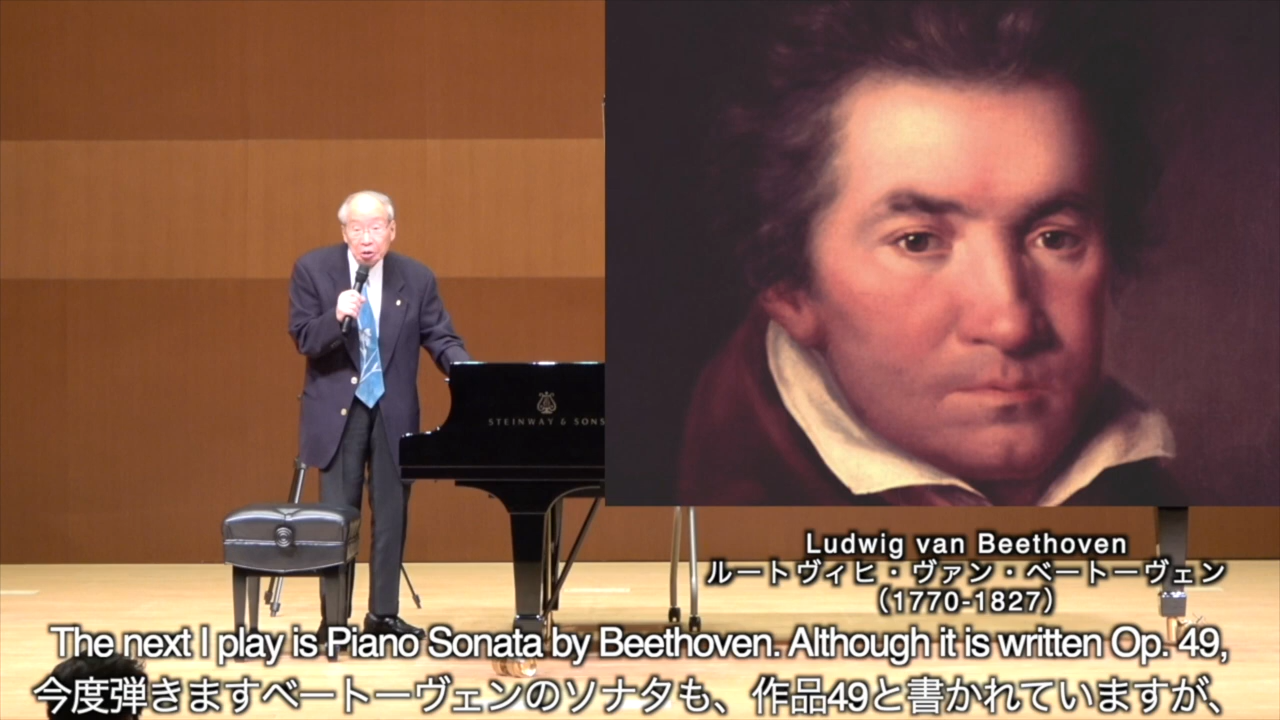 STEINWAY & SONS
Ludwig van Beethoven
ルートヴィヒ・ヴァン・ベートーヴェン
(1770-1827)
The next I play is Piano Sonata by Beethoven. Although it is written Op. 49,
今度弾きますベートーヴェンのソナタも、作品49と書かれていますが、